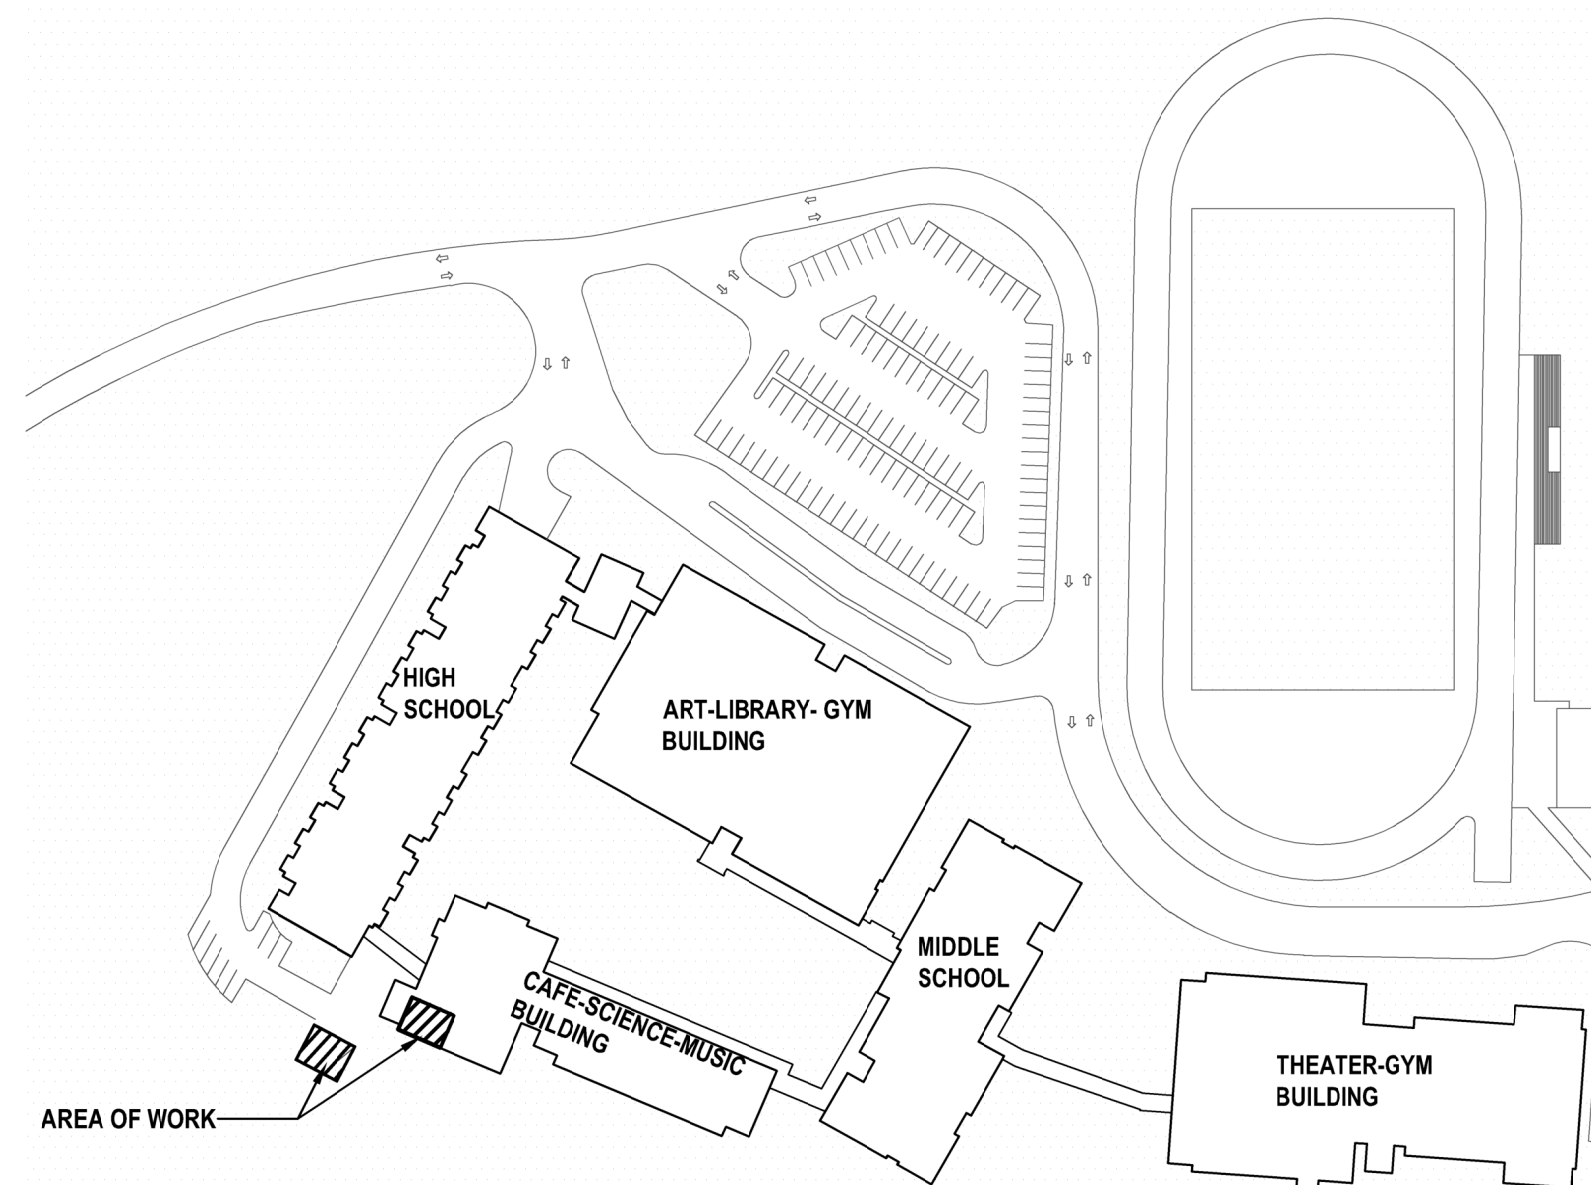 HIGH
SCHOOL
ART-LIBRARY- GYM
BUILDING
MIDDLE
SCHOOL
CAFE-SCIENCE-MUSIC
BUILDING
THEATER-GYM
BUILDING
AREA OF WORK